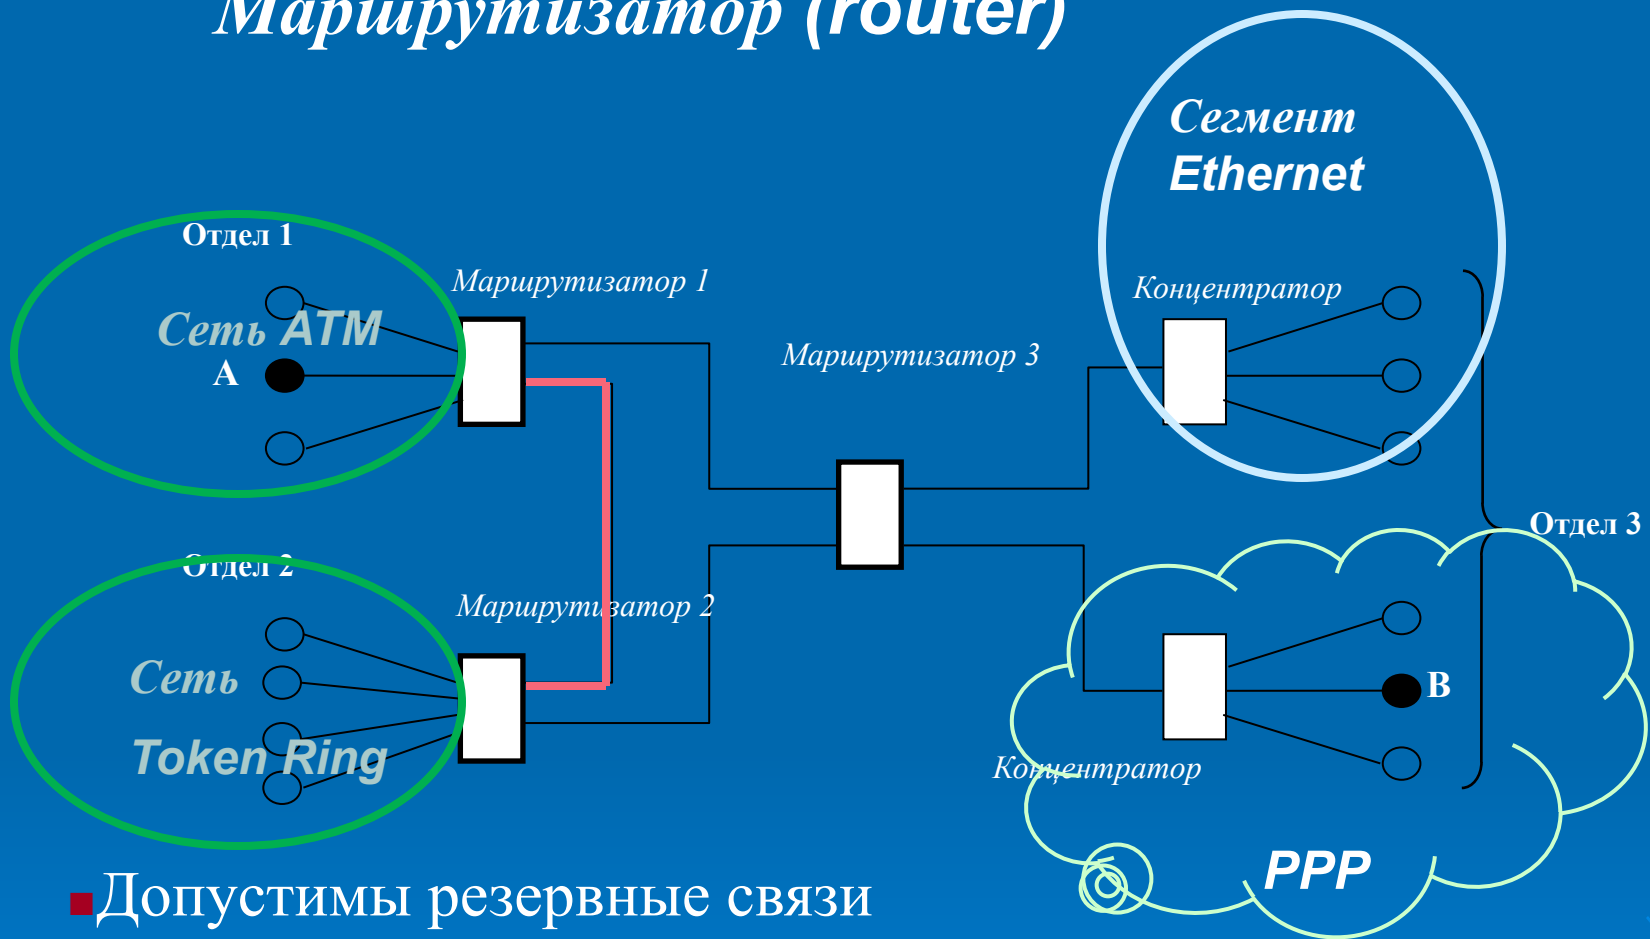 Маршрутизатор (router)
Сегмент
Ethernet
Отдел 1
Маршрутизатор 1
Концентратор
Сеть ATM
Маршрутизатор 3
A
Отдел 3
Отдел 2
Маршрутизатор 2
Сеть
B
Token Ring
Концентратор
PPP
Допустимы резервные связи